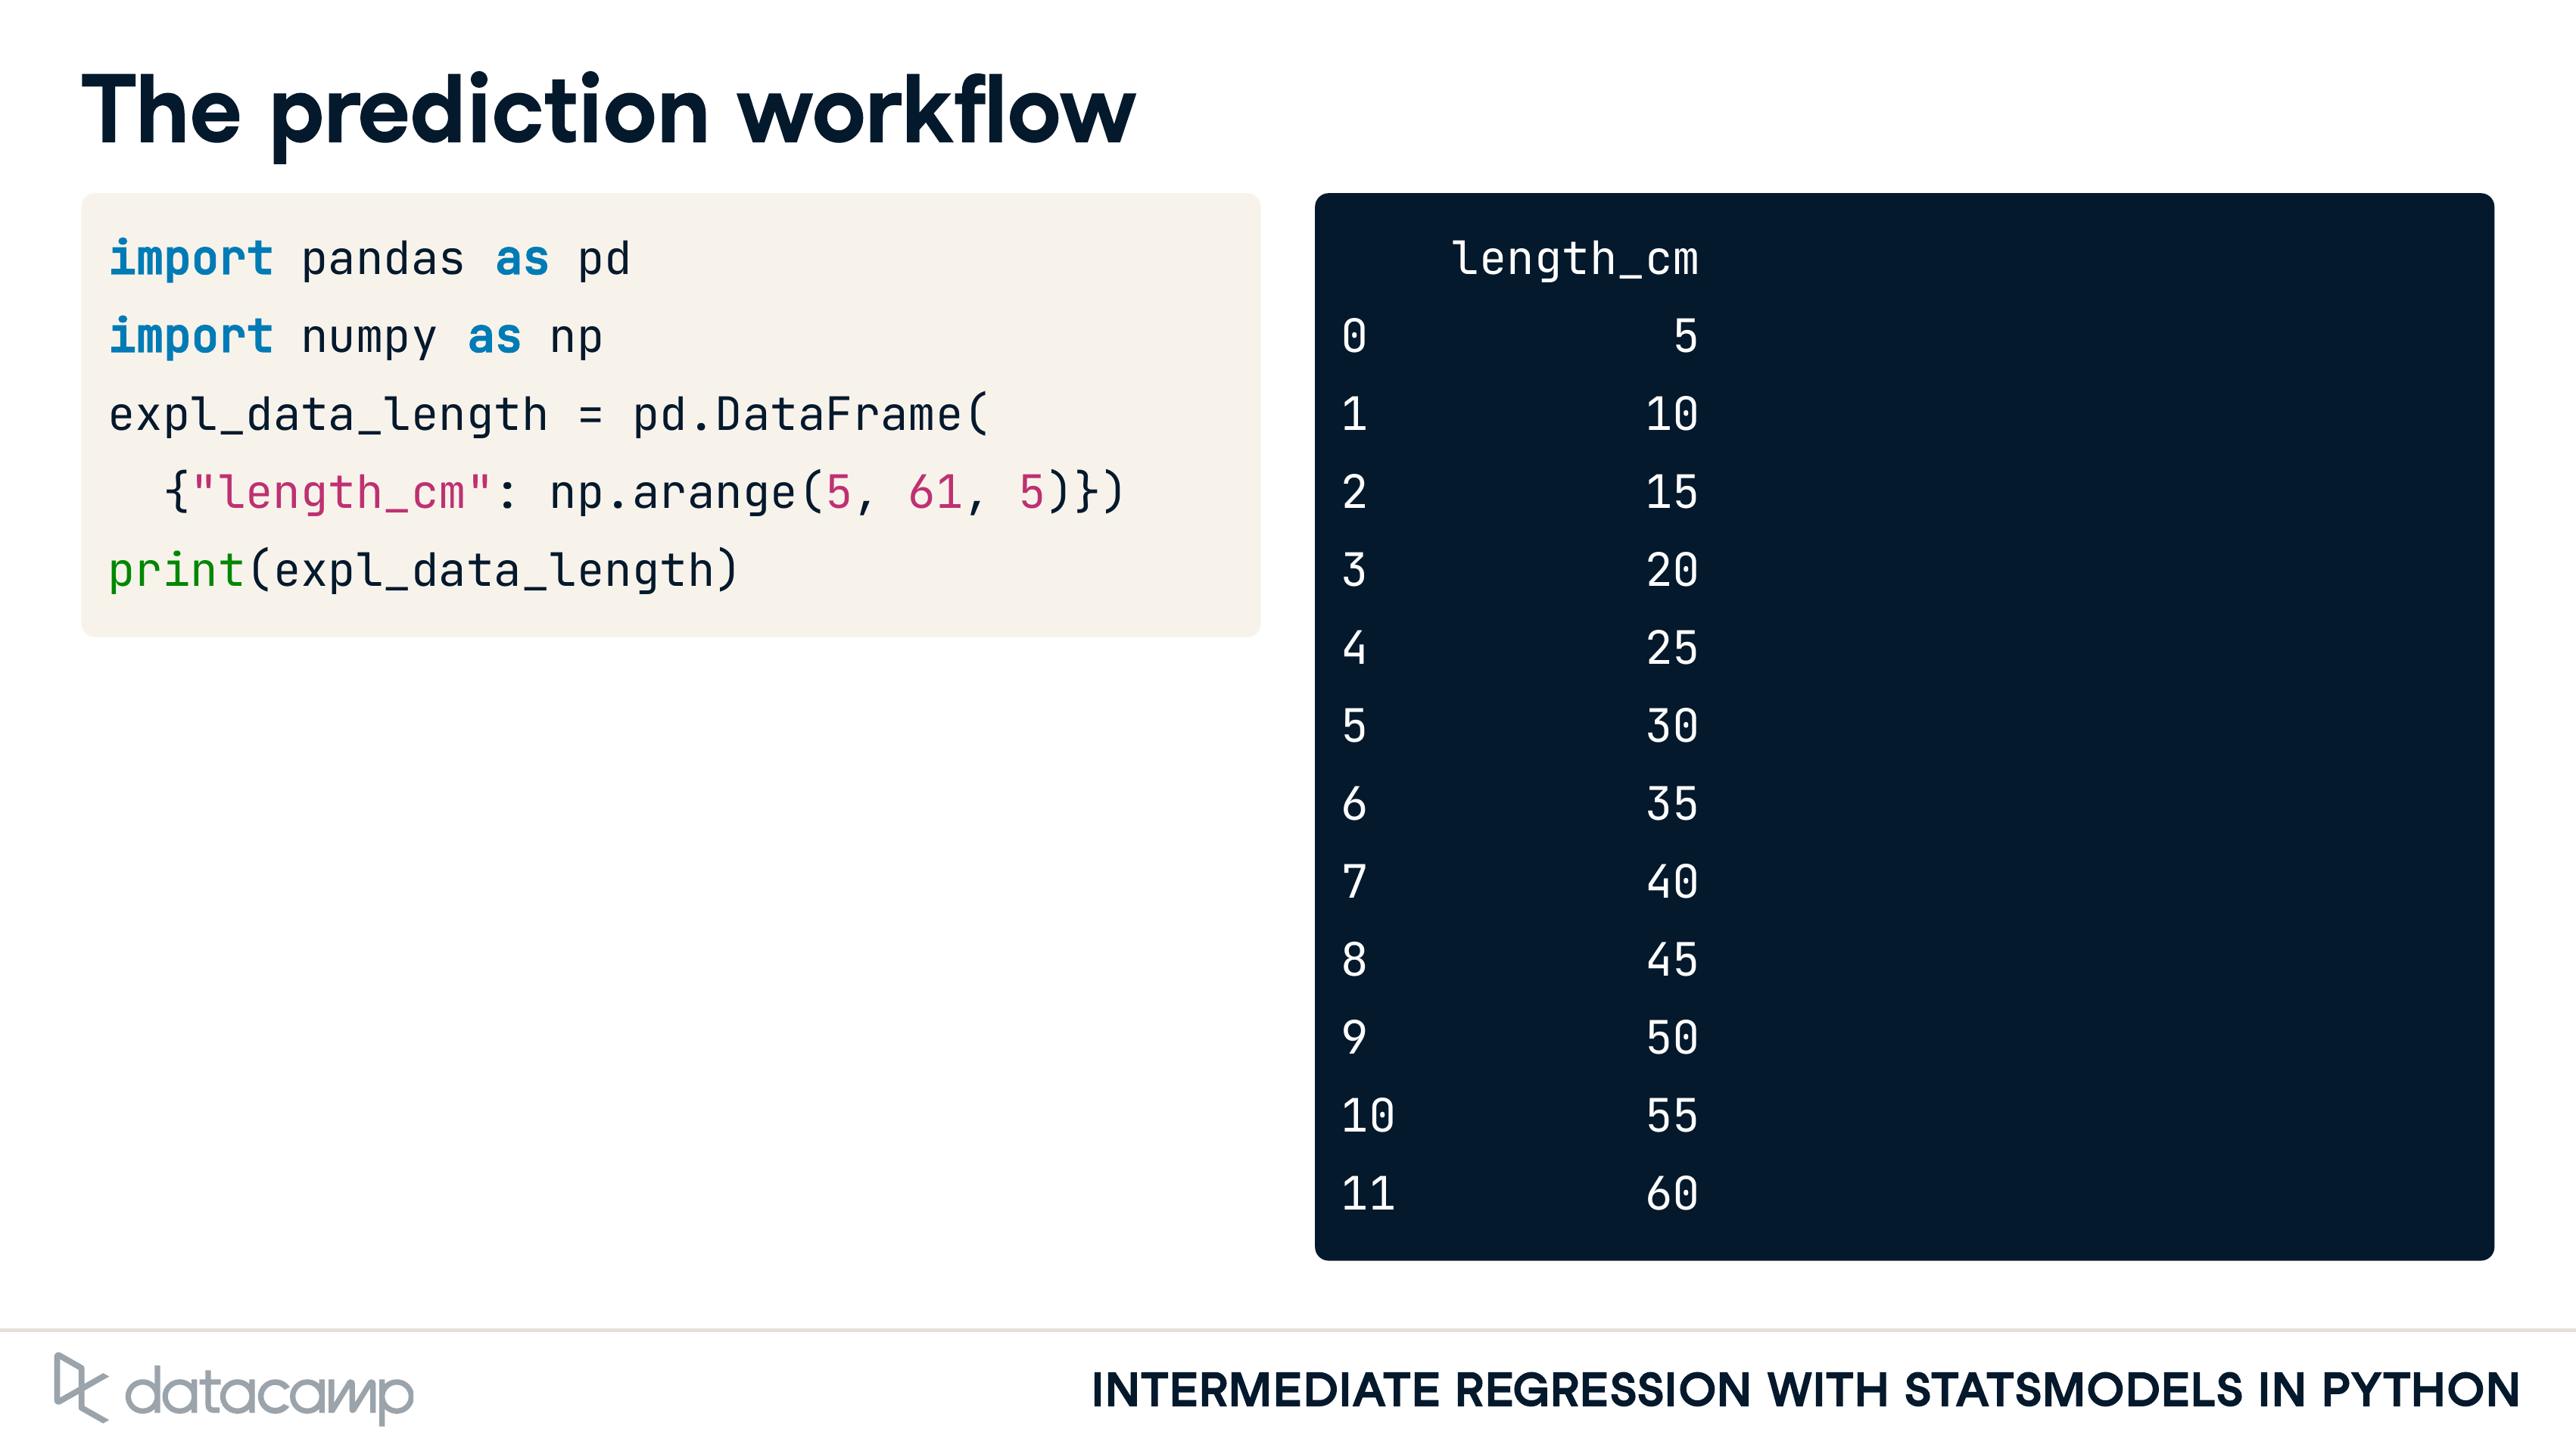 The prediction workflow
import pandas as pd
import numpy as np
expl_data_length = pd.DataFrame(
  {"length_cm": np.arange(5, 61, 5)})
print(expl_data_length)
    length_cm
0           5
1          10
2          15
3          20
4          25
5          30
6          35
7          40
8          45
9          50
10         55
11         60
datacamp
INTERMEDIATE REGRESSION WITH STATSMODELS IN PYTHON